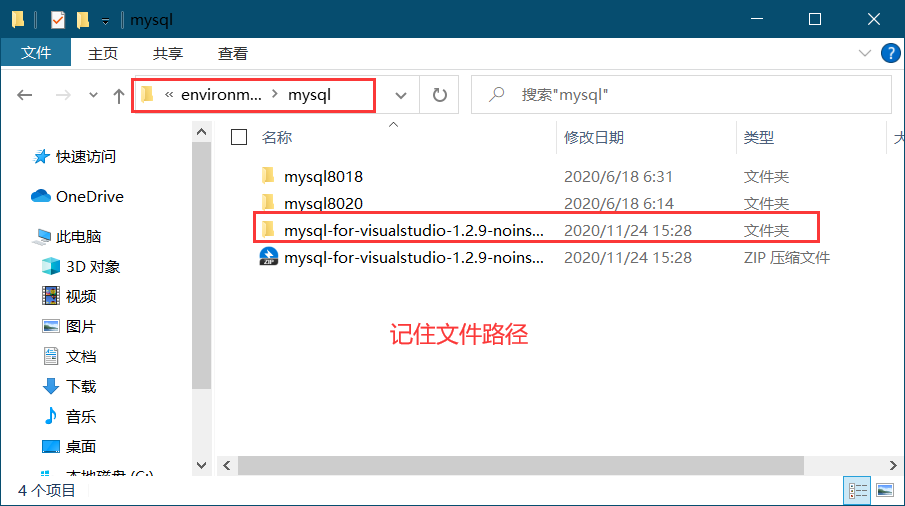 mysql
文件 主页 共享 查看
« environm... > mysql 搜索"mysql"
名称 修改日期 类型 大
快速访问
OneDrive
此电脑
3D 对象
视频
图片
文档
下载
音乐
桌面
本地磁盘 (C:)
mysql8018 2020/6/18 6:31 文件夹
mysql8020 2020/6/18 6:14 文件夹
mysql-for-visualstudio-1.2.9-noins... 2020/11/24 15:28 文件夹
mysql-for-visualstudio-1.2.9-noins... 2020/11/24 15:28 ZIP 压缩文件
记住文件路径
4 个项目